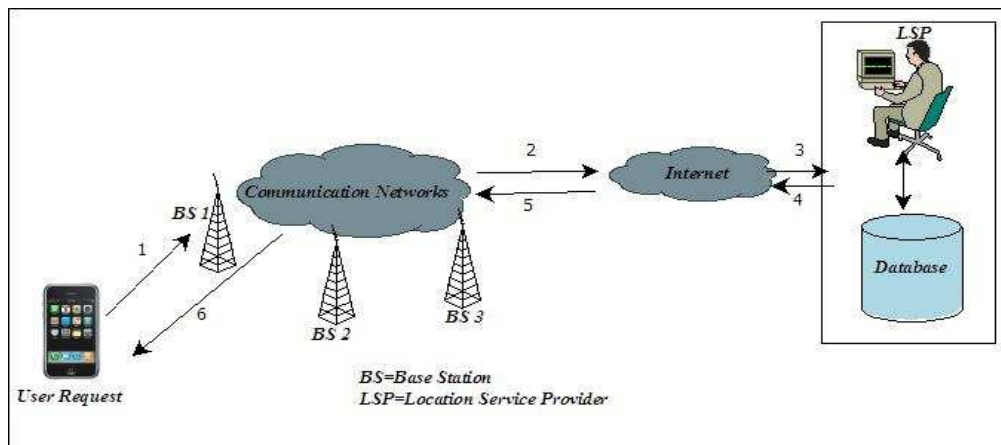 LSP
2
3
Internet
Communication Networks
5
4
BS 1
1
Database
6
BS 2
BS 3
User Request
BS=Base Station
LSP=Location Service Provider